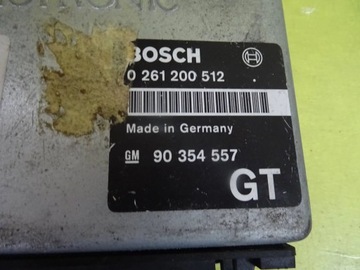 BOSCH
0 261 200 512
Made in Germany
GM 90 354 557
GT